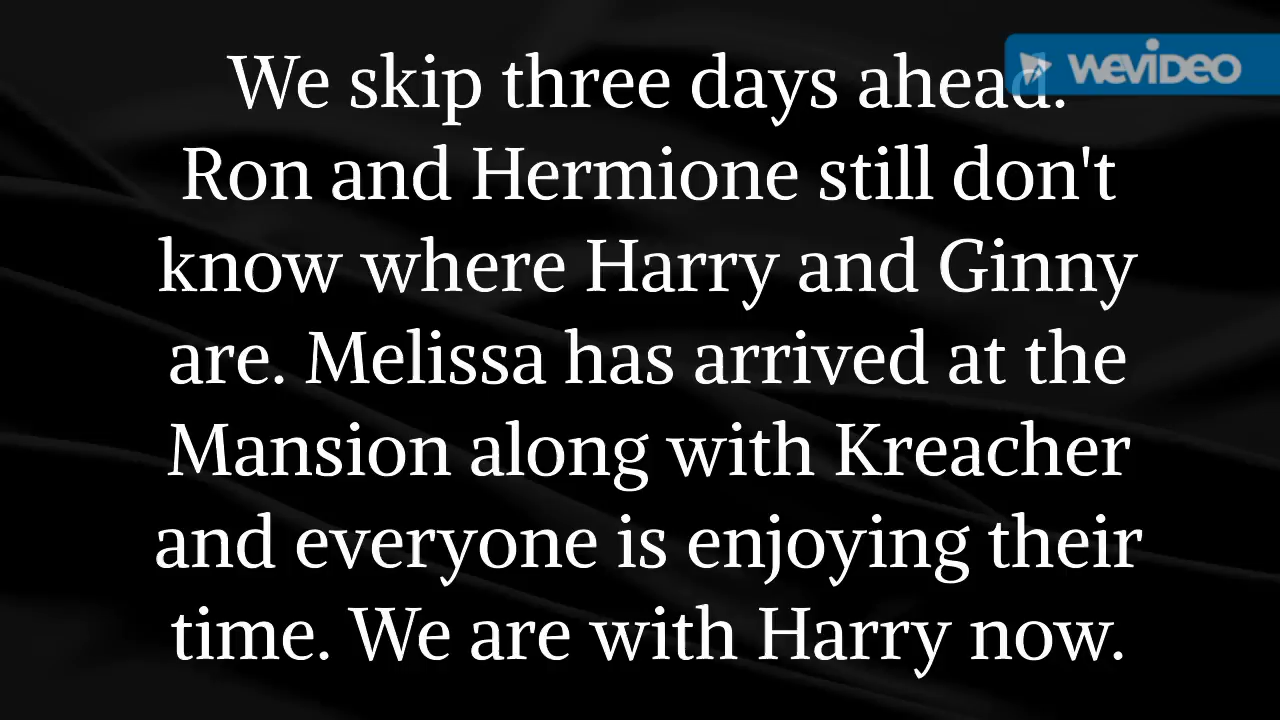 We skip three days ahead.
WEVIDEO
Ron and Hermione still don't
know where Harry and Ginny
are. Melissa has arrived at the
Mansion along with Kreacher
and everyone is enjoying their
time. We are with Harry now.